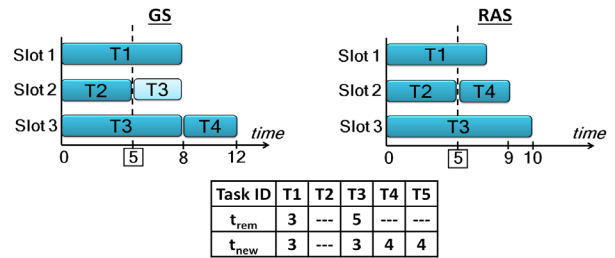 GS
Slot 1 T1
Slot 2 T2 T3
Slot 3 T3 T4
time
0 5 8 12
RAS
Slot 1 T1
Slot 2 T2 T4
Slot 3 T3
time
0 5 9 10
Task ID T1 T2 T3 T4 T5
trem 3 --- 5 --- ---
tnew 3 --- 3 4 4